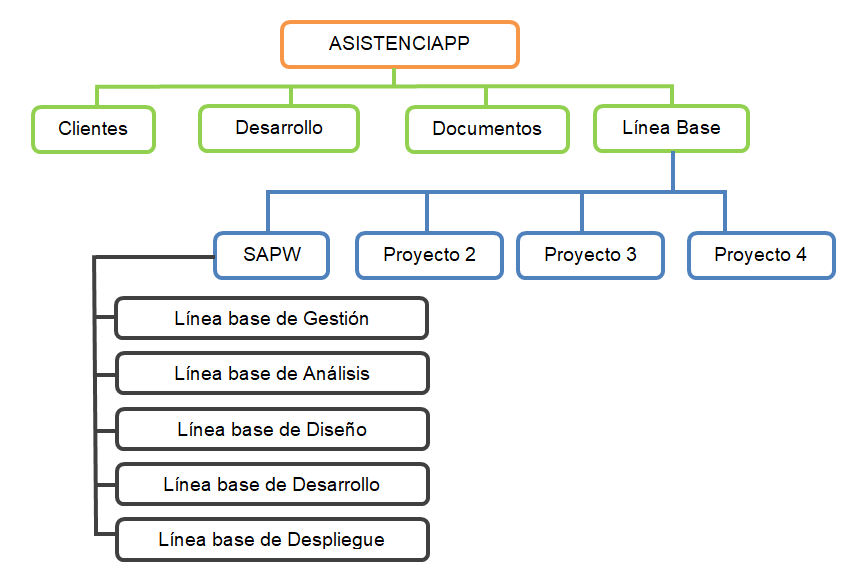 ASISTENCIAPP
Clientes
Desarrollo
Documentos
Línea Base
SAPW
Proyecto 2
Proyecto 3
Proyecto 4
Línea base de Gestión
Línea base de Análisis
Línea base de Diseño
Línea base de Desarrollo
Línea base de Despliegue